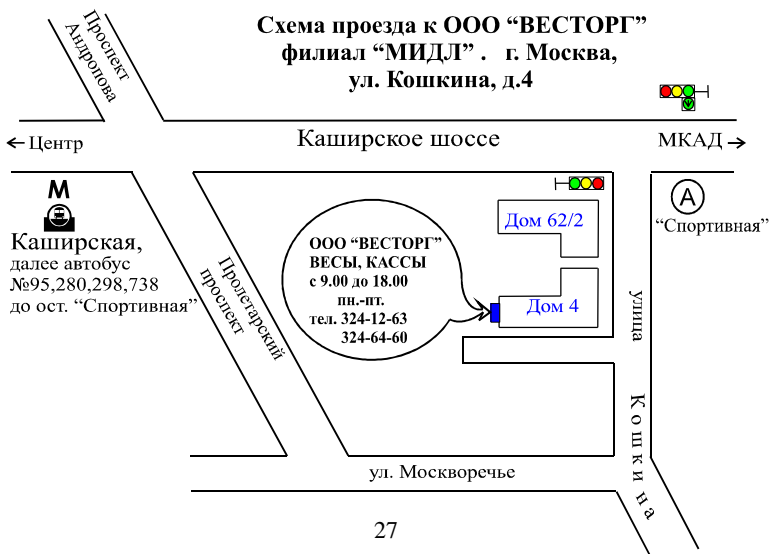 Схема проезда к ООО “ВЕСТОРГ”
филиал “МИДЛ” .   г. Москва,
ул. Кошкина, д.4
Проспект
Андропова
Центр
Каширское шоссе
МКАД
М
Каширская,
далее автобус
№95,280,298,738
до ост. “Спортивная”
А
“Спортивная”
Дом 62/2
ООО “ВЕСТОРГ”
ВЕСЫ, КАССЫ
с 9.00 до 18.00
пн.-пт.
тел. 324-12-63
324-64-60
Дом 4
Пролетарский
проспект
улица
Кошкина
ул. Москворечье
27